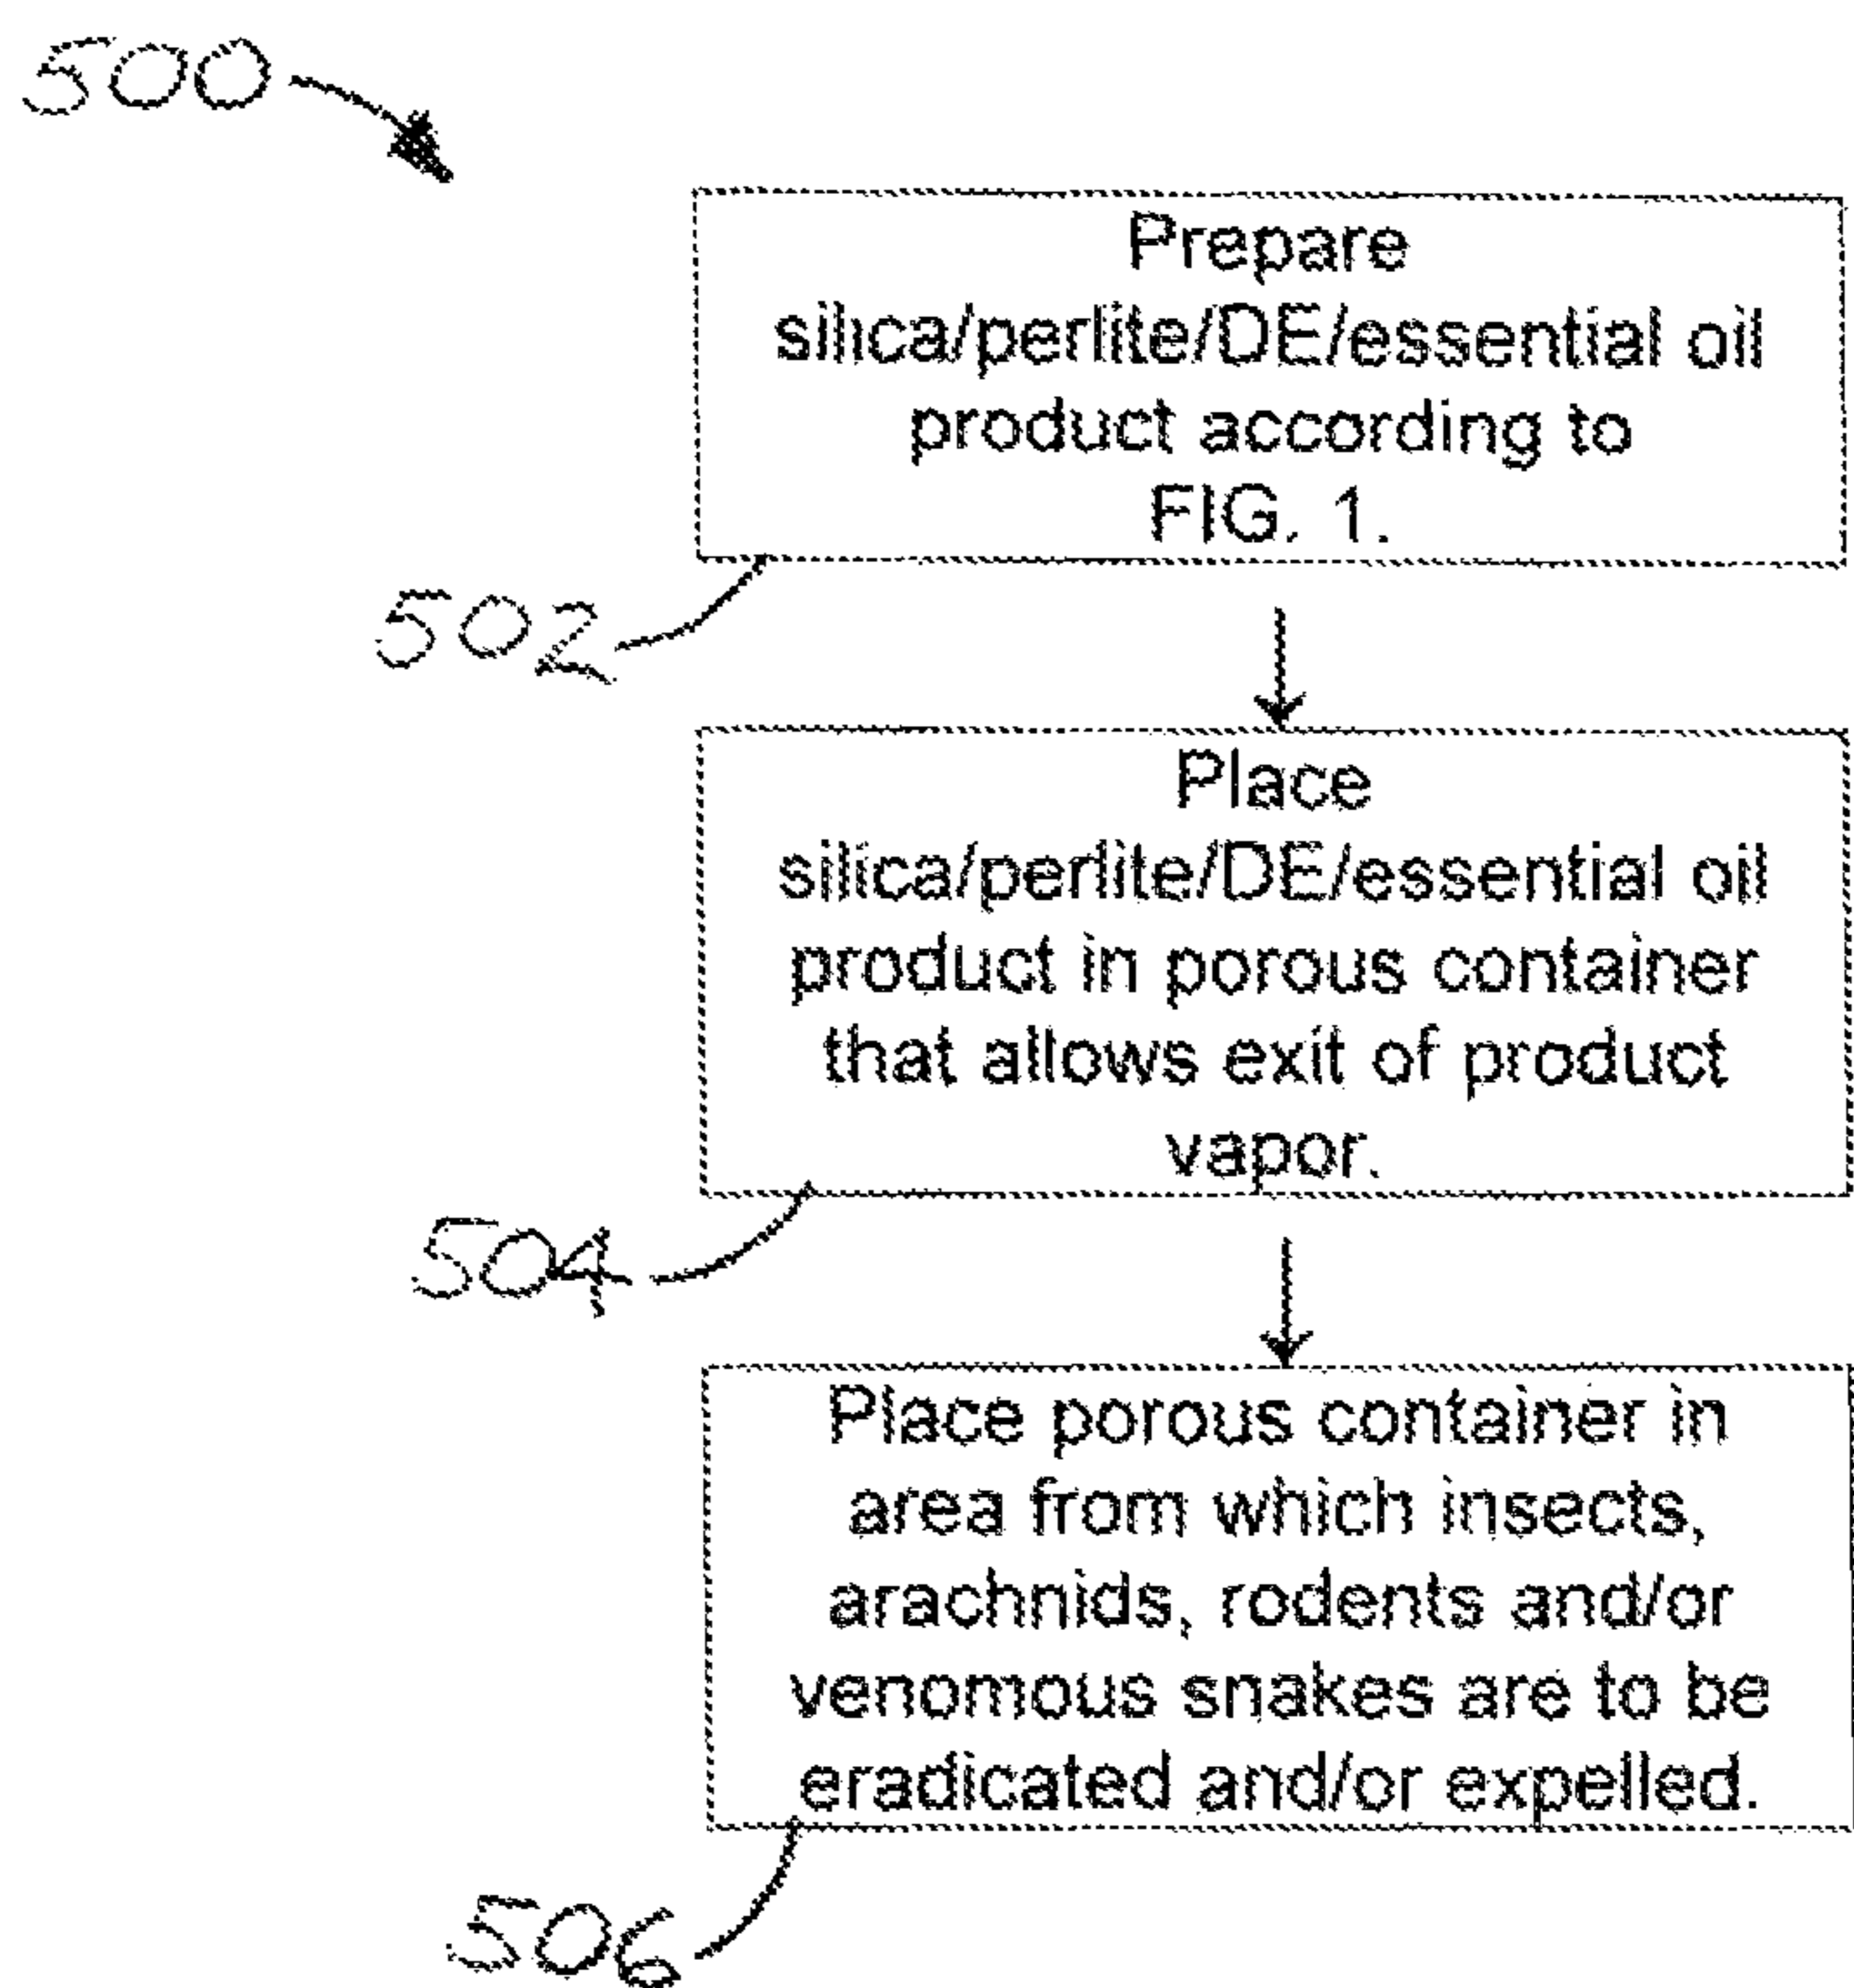 500
Prepare
silica/perlite/DE/essential oil
product according to
FIG. 1.
502
Place
silica/perlite/DE/essential oil
product in porous container
that allows exit of product
vapor.
504
Place porous container in
area from which insects,
arachnids, rodents and/or
venomous snakes are to be
eradicated and/or expelled.
506